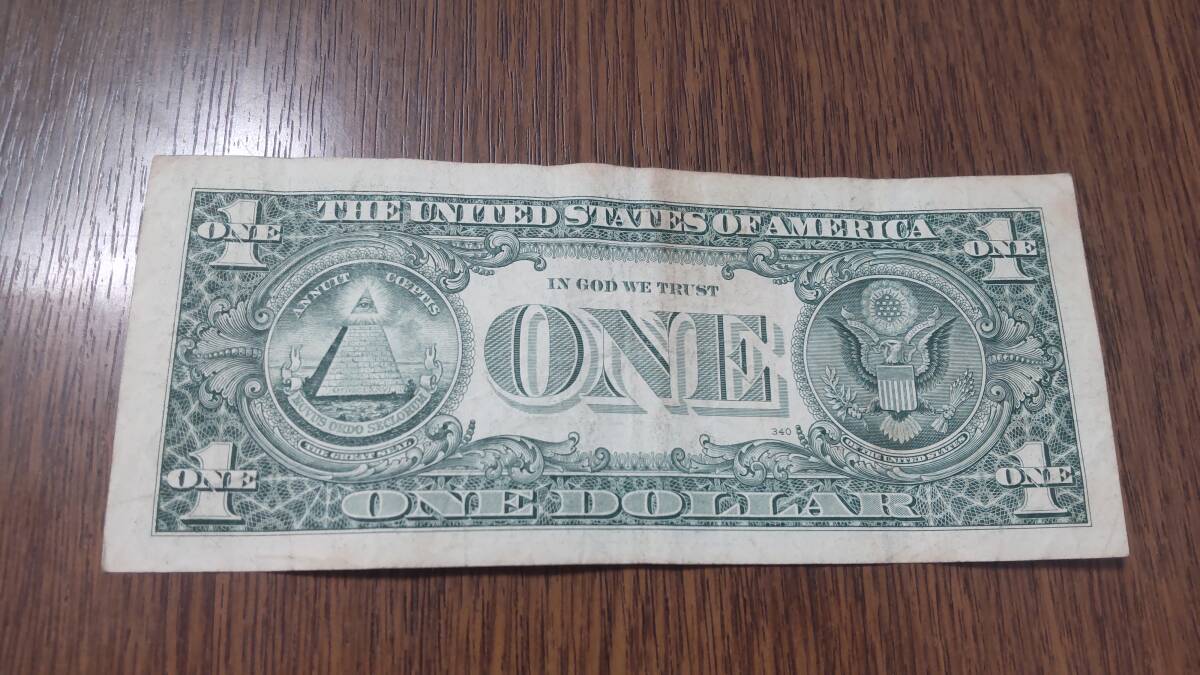 THE UNITED STATES OF AMERICA
1
ONE
1
ONE
ANNUIT CŒPTIS
IN GOD WE TRUST
ONE
NOVUS ORDO SECLORUM
THE GREAT SEAL
340
OF THE UNITED STATES
1
ONE
ONE DOLLAR
1
ONE